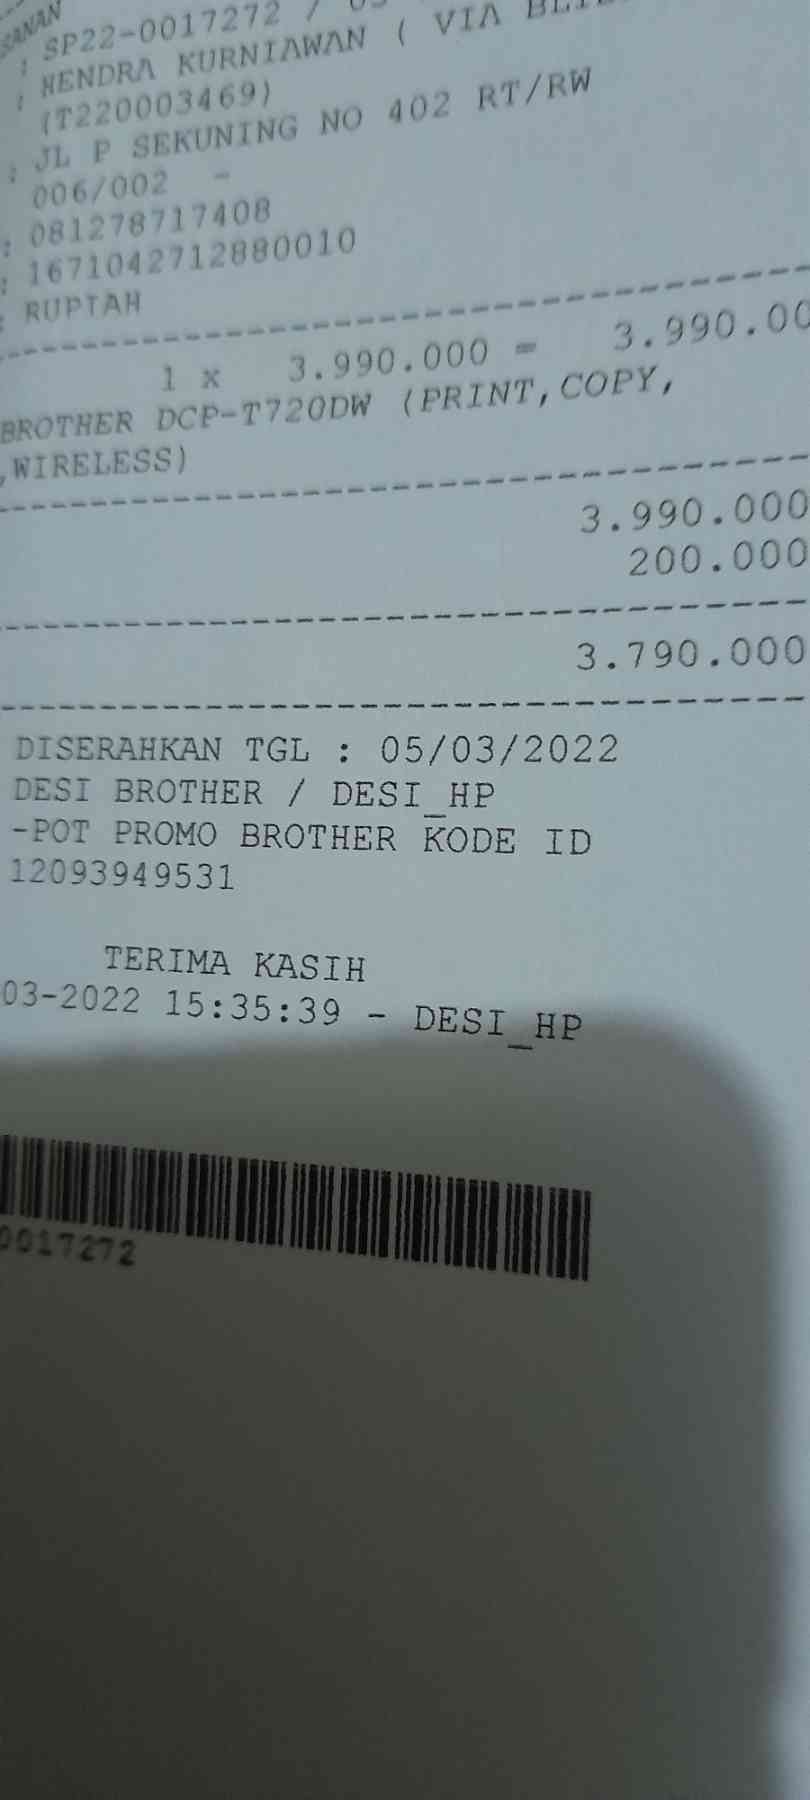 : SP22-0017272 /
: HENDRA KURNIAWAN ( VIA
(T220003469)
: JL P SEKUNING NO 402 RT/RW
006/002 -
: 081278717408
: 1671042712880010
: RUPIAH
1 x 3.990.000 = 3.990.00
BROTHER DCP-T720DW (PRINT,COPY,
,WIRELESS)
3.990.000
200.000
3.790.000
DISERAHKAN TGL : 05/03/2022
DESI BROTHER / DESI_HP
-POT PROMO BROTHER KODE ID
12093949531
TERIMA KASIH
03-2022 15:35:39 - DESI_HP
0017272